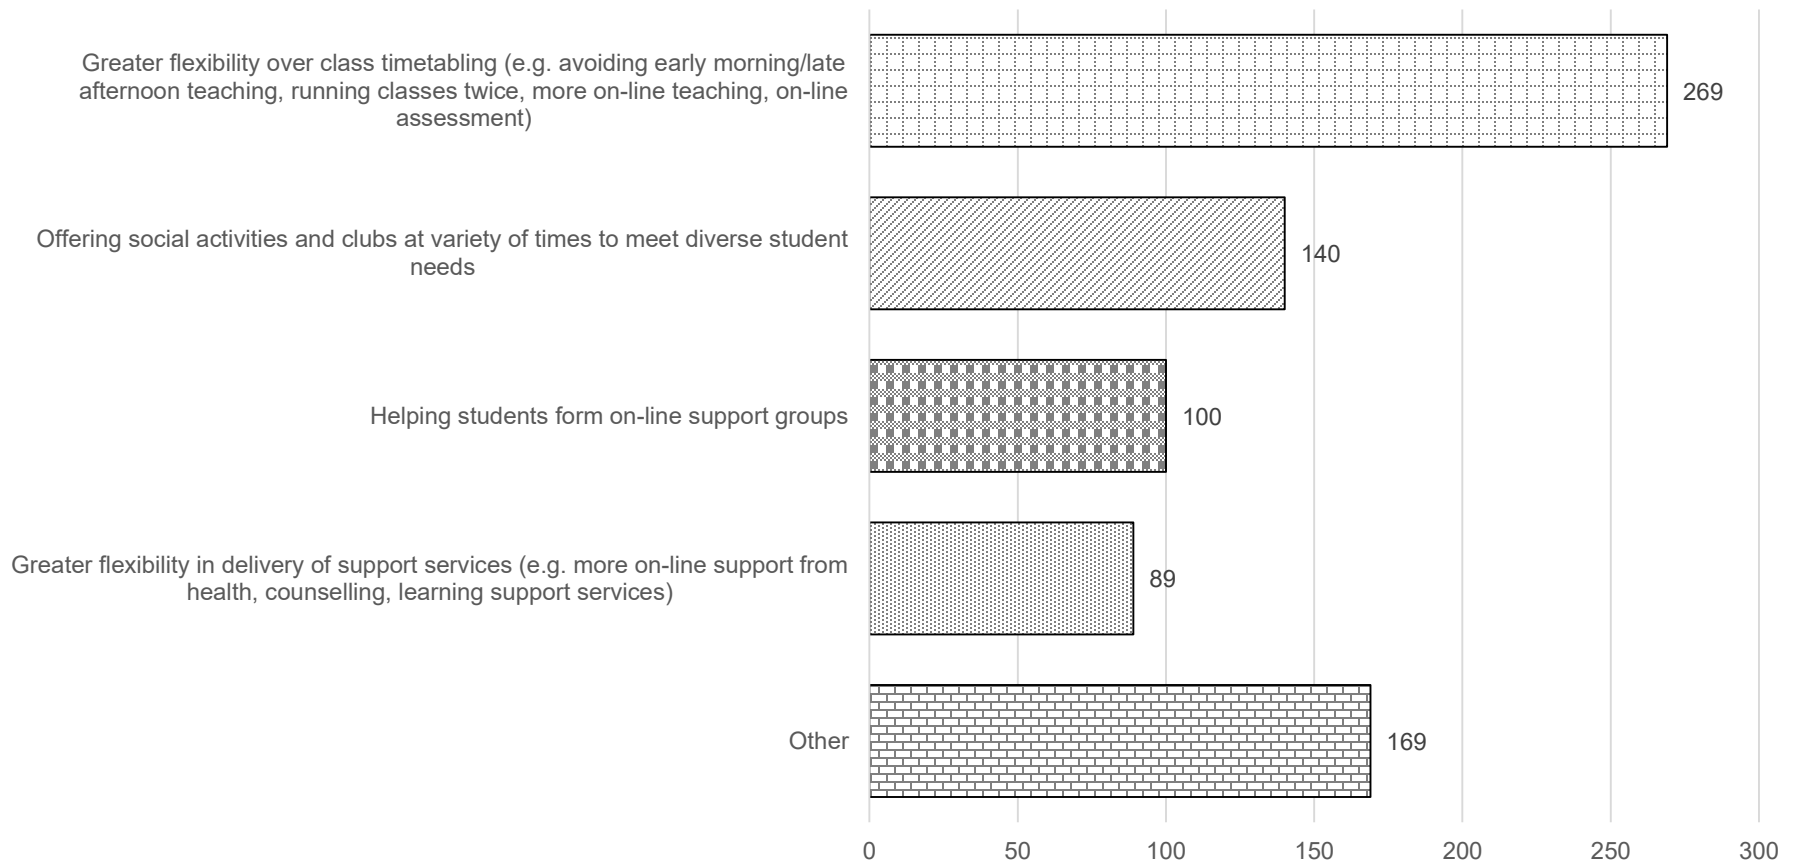 Greater flexibility over class timetabling (e.g. avoiding early morning/late
afternoon teaching, running classes twice, more on-line teaching, on-line
assessment)
269
Offering social activities and clubs at variety of times to meet diverse student
needs
140
Helping students form on-line support groups
100
Greater flexibility in delivery of support services (e.g. more on-line support from
health, counselling, learning support services)
89
Other
169
0 50 100 150 200 250 300